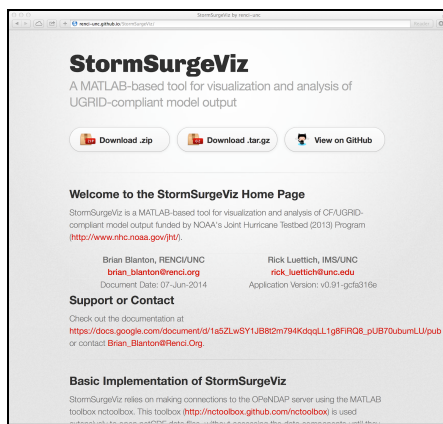 StormSurgeViz by renci-unc
renci-unc.github.io/StormSurgeViz/
Reader
StormSurgeViz
A MATLAB-based tool for visualization and analysis of
UGRID-compliant model output
Download .zip
Download .tar.gz
View on GitHub
Welcome to the StormSurgeViz Home Page
StormSurgeViz is a MATLAB-based tool for visualization and analysis of CF/UGRID-
compliant model output funded by NOAA's Joint Hurricane Testbed (2013) Program
(http://www.nhc.noaa.gov/jht/).
Brian Blanton, RENCI/UNC Rick Luettich, IMS/UNC
brian_blanton@renci.org rick_luettich@unc.edu
Document Date: 07-Jun-2014 Application Version: v0.91-gcfa316e
Support or Contact
Check out the documentation at
https://docs.google.com/document/d/1a5ZLwSY1JB8t2m794KdqqLL1g8FiRQ8_pUB70ubumLU/pub
or contact Brian_Blanton@Renci.Org.
Basic Implementation of StormSurgeViz
StormSurgeViz relies on making connections to the OPeNDAP server using the MATLAB
toolbox nctoolbox. This toolbox (http://nctoolbox.github.com/nctoolbox) is used